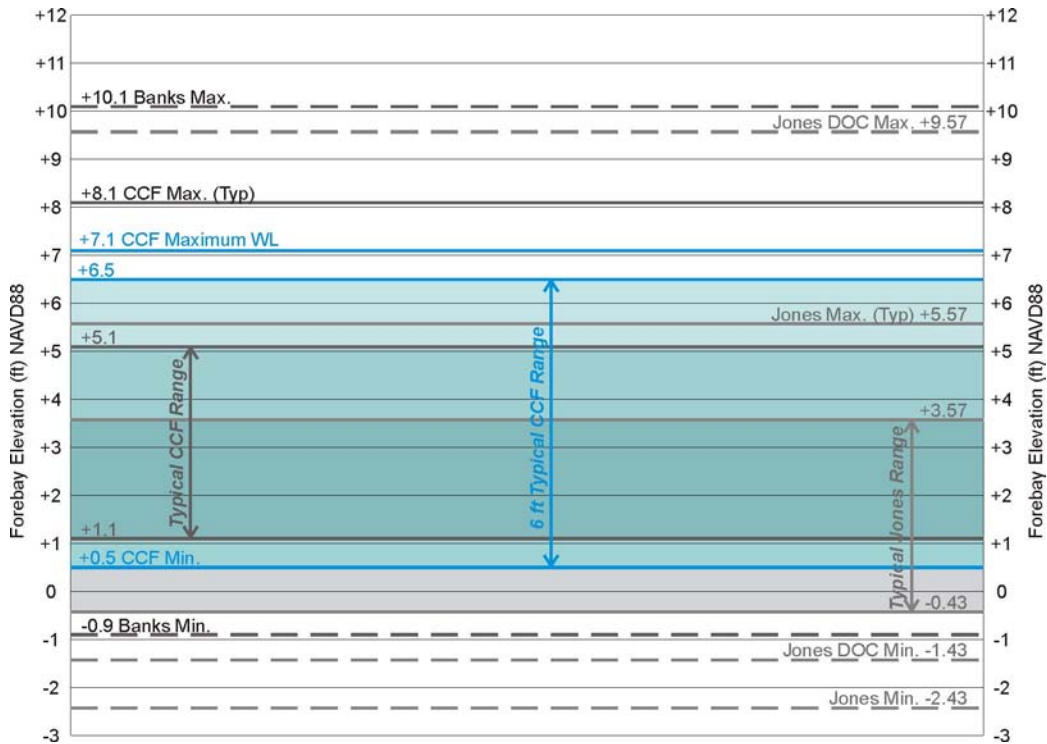 +12
+12
+11
+11
+10.1 Banks Max.
+10
+10
Jones DOC Max. +9.57
+9
+9
+8.1 CCF Max. (Typ)
+8
+8
+7.1 CCF Maximum WL
+7
+7
+6.5
+6
+6
Jones Max. (Typ) +5.57
+5.1
+5
+5
+4
+4
+3.57
+3
+3
+2
+2
+1.1
+1
+1
+0.5 CCF Min.
0
0
-0.43
-0.9 Banks Min.
-1
-1
Jones DOC Min. -1.43
-2
-2
Jones Min. -2.43
-3
-3
Forebay Elevation (ft) NAVD88
Typical CCF Range
6 ft Typical CCF Range
Typical Jones Range
Forebay Elevation (ft) NAVD88